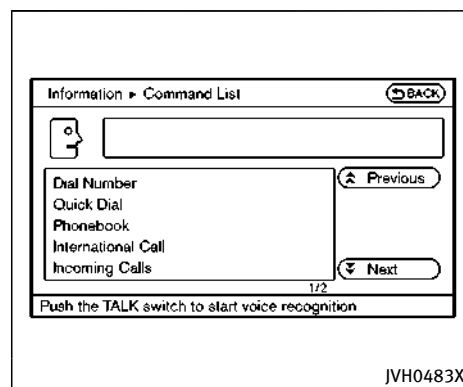 Information ▸ Command List BACK
Dial Number
Previous
Quick Dial
Phonebook
International Call
Incoming Calls
Next
1/2
Push the TALK switch to start voice recognition
JVH0483X